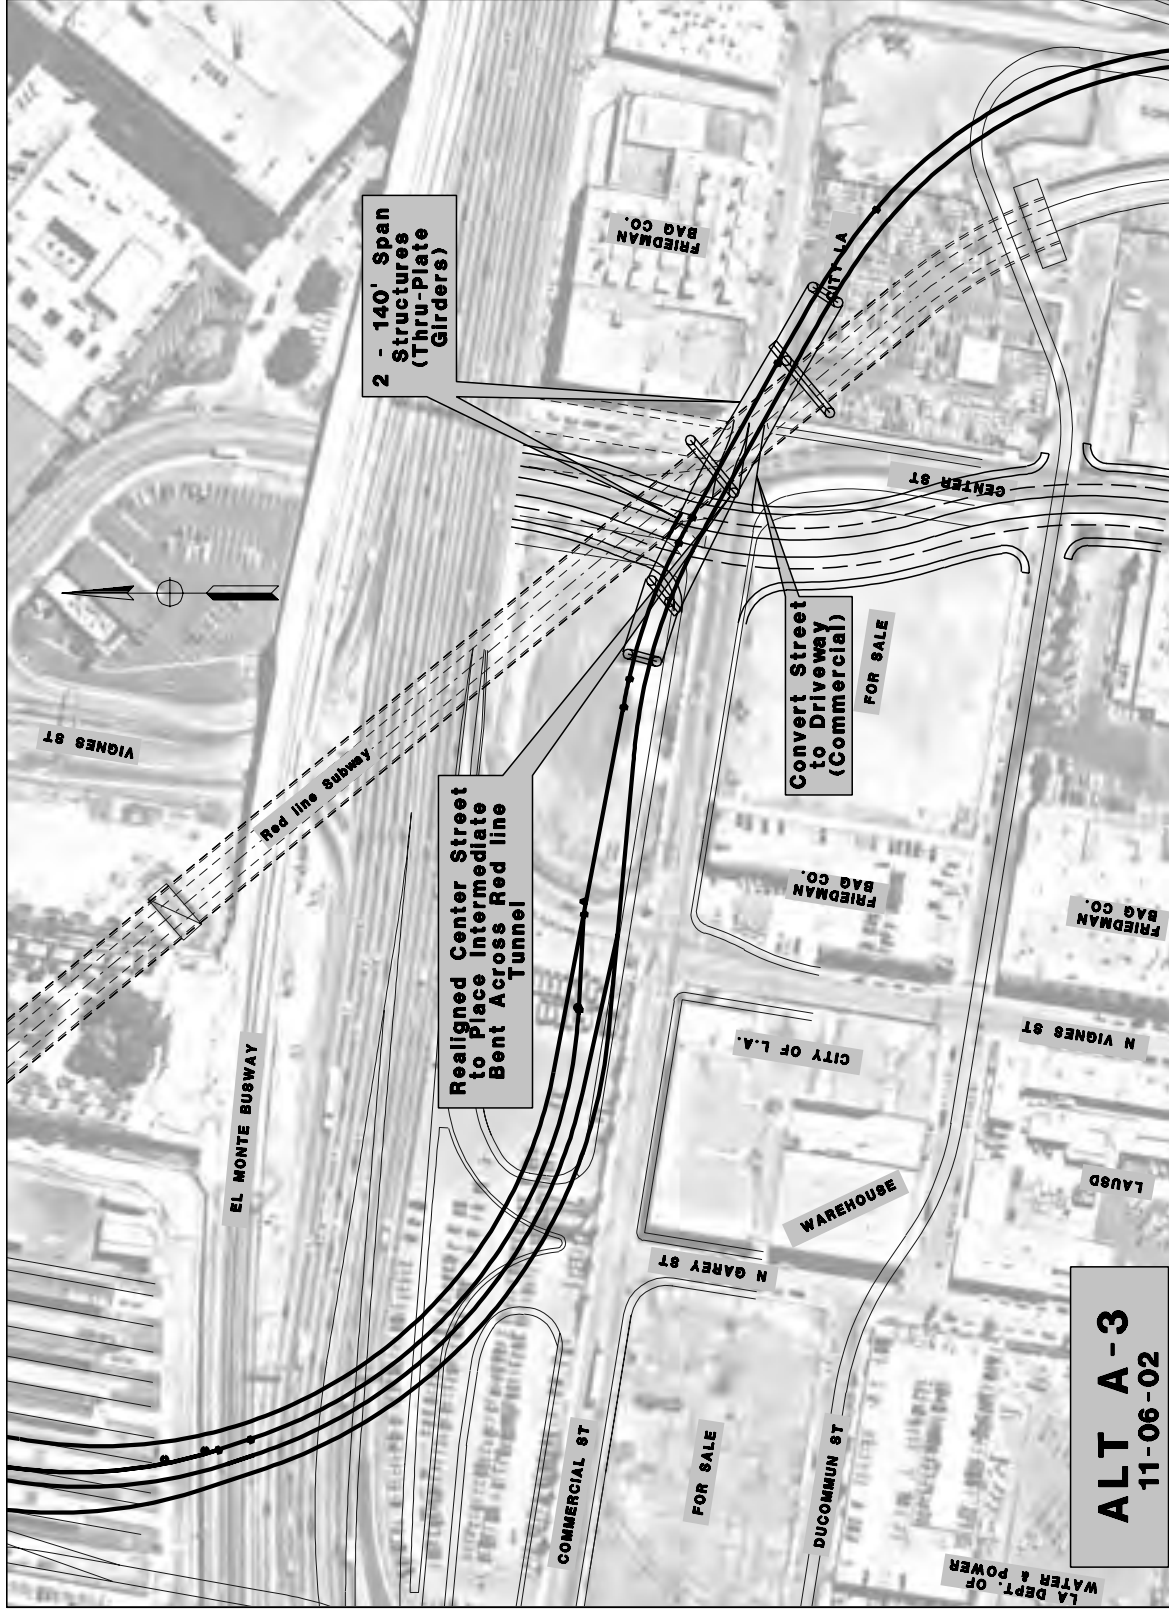 2 - 140' Span
Structures
(Thru-Plate
Girders)
FRIEDMAN
BAG CO.
CITY LA
CENTER ST
VIGNES ST
Red line Subway
Realigned Center Street
to Place Intermediate
Bent Across Red line
Tunnel
Convert Street
to Driveway
(Commercial)
FOR SALE
FRIEDMAN
BAG CO.
FRIEDMAN
BAG CO.
EL MONTE BUSWAY
CITY OF L.A.
N VIGNES ST
WAREHOUSE
LAUSD
N GAREY ST
COMMERCIAL ST
FOR SALE
DUCOMMUN ST
LA DEPT. OF
WATER & POWER
ALT A-3
11-06-02